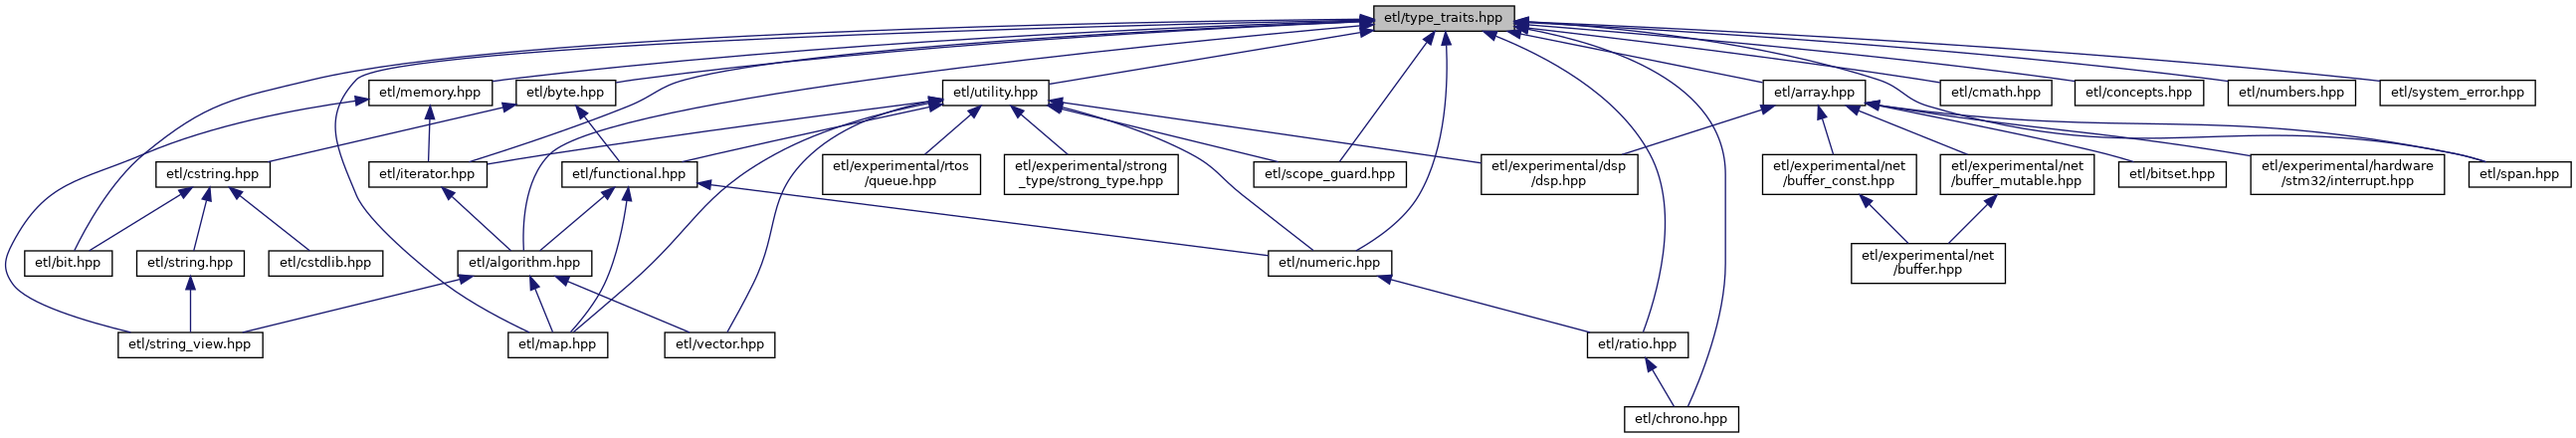 etl/type_traits.hpp
etl/memory.hpp
etl/byte.hpp
etl/utility.hpp
etl/array.hpp
etl/cmath.hpp
etl/concepts.hpp
etl/numbers.hpp
etl/system_error.hpp
etl/cstring.hpp
etl/iterator.hpp
etl/functional.hpp
etl/experimental/rtos
/queue.hpp
etl/experimental/strong
_type/strong_type.hpp
etl/scope_guard.hpp
etl/experimental/dsp
/dsp.hpp
etl/experimental/net
/buffer_const.hpp
etl/experimental/net
/buffer_mutable.hpp
etl/bitset.hpp
etl/experimental/hardware
/stm32/interrupt.hpp
etl/span.hpp
etl/bit.hpp
etl/string.hpp
etl/cstdlib.hpp
etl/algorithm.hpp
etl/numeric.hpp
etl/experimental/net
/buffer.hpp
etl/string_view.hpp
etl/map.hpp
etl/vector.hpp
etl/ratio.hpp
etl/chrono.hpp